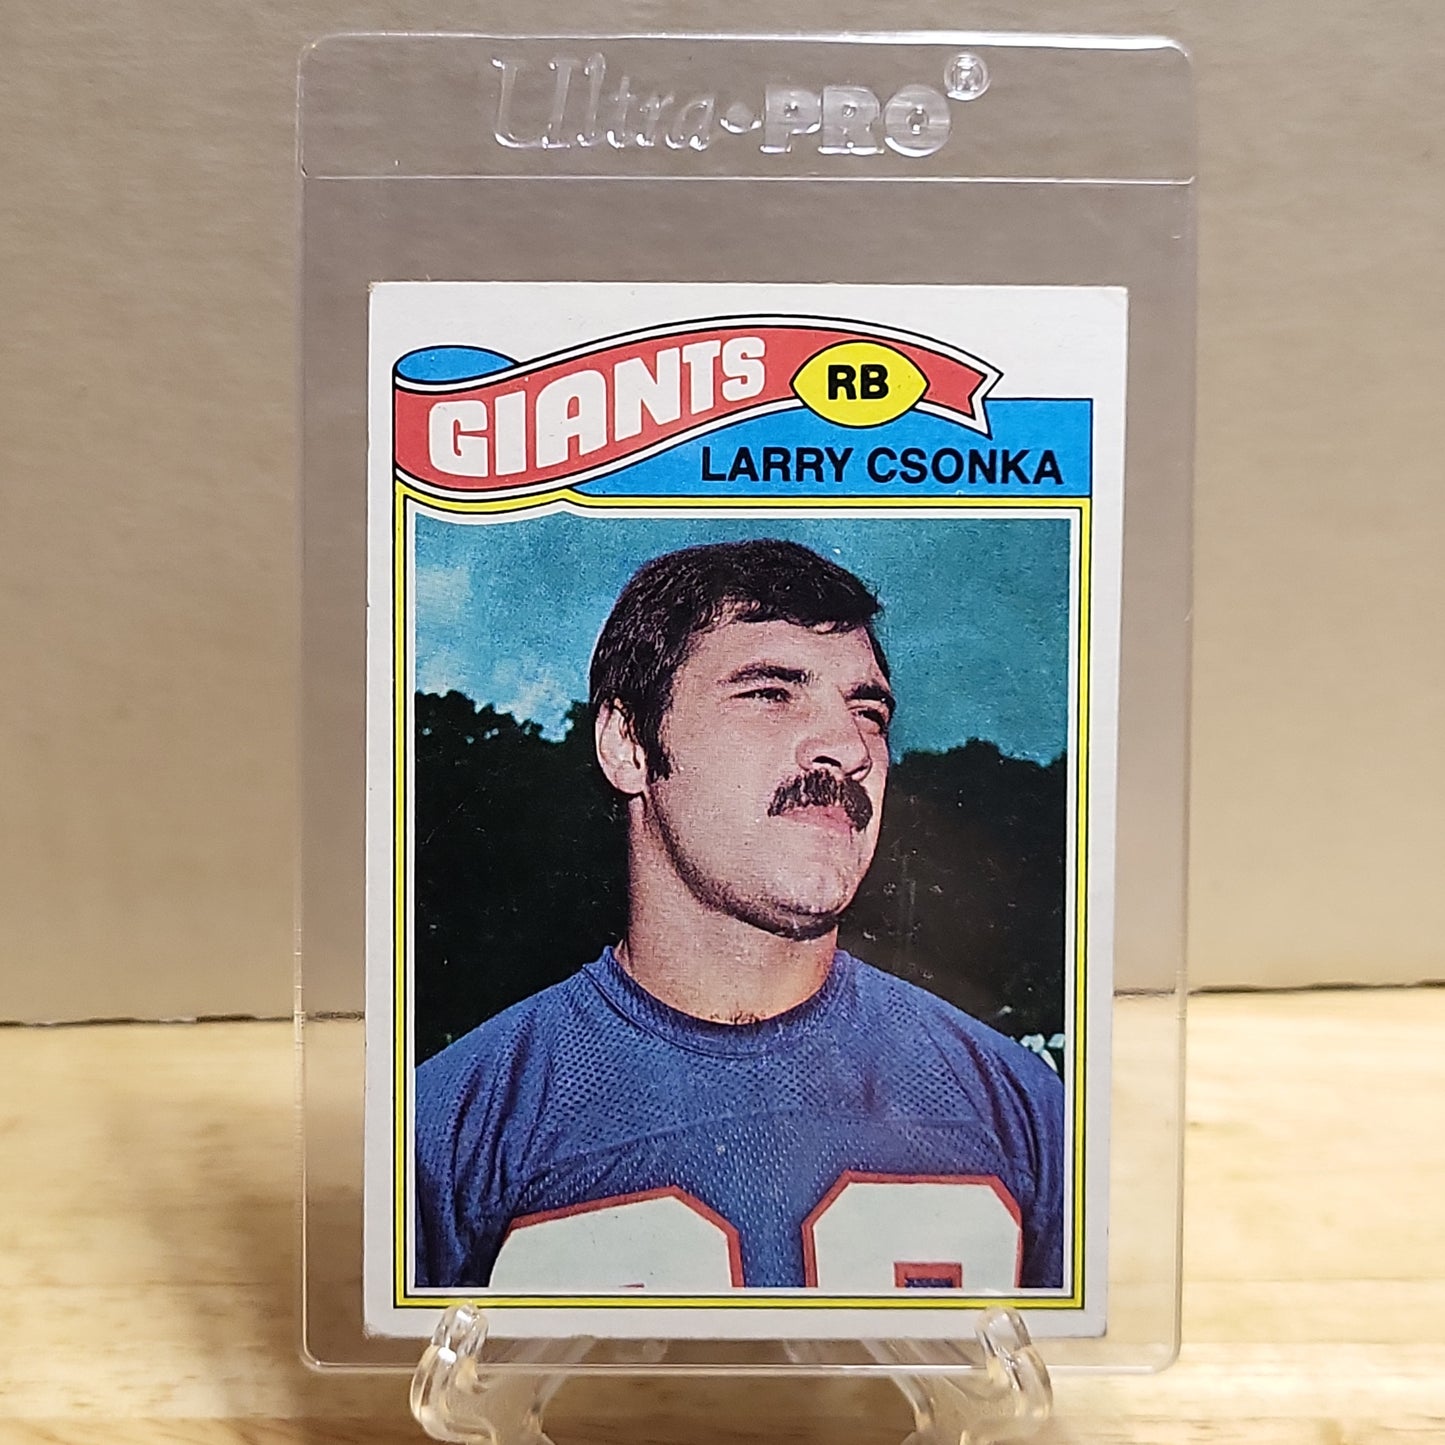 Ultra·PRO®
GIANTS
RB
LARRY CSONKA